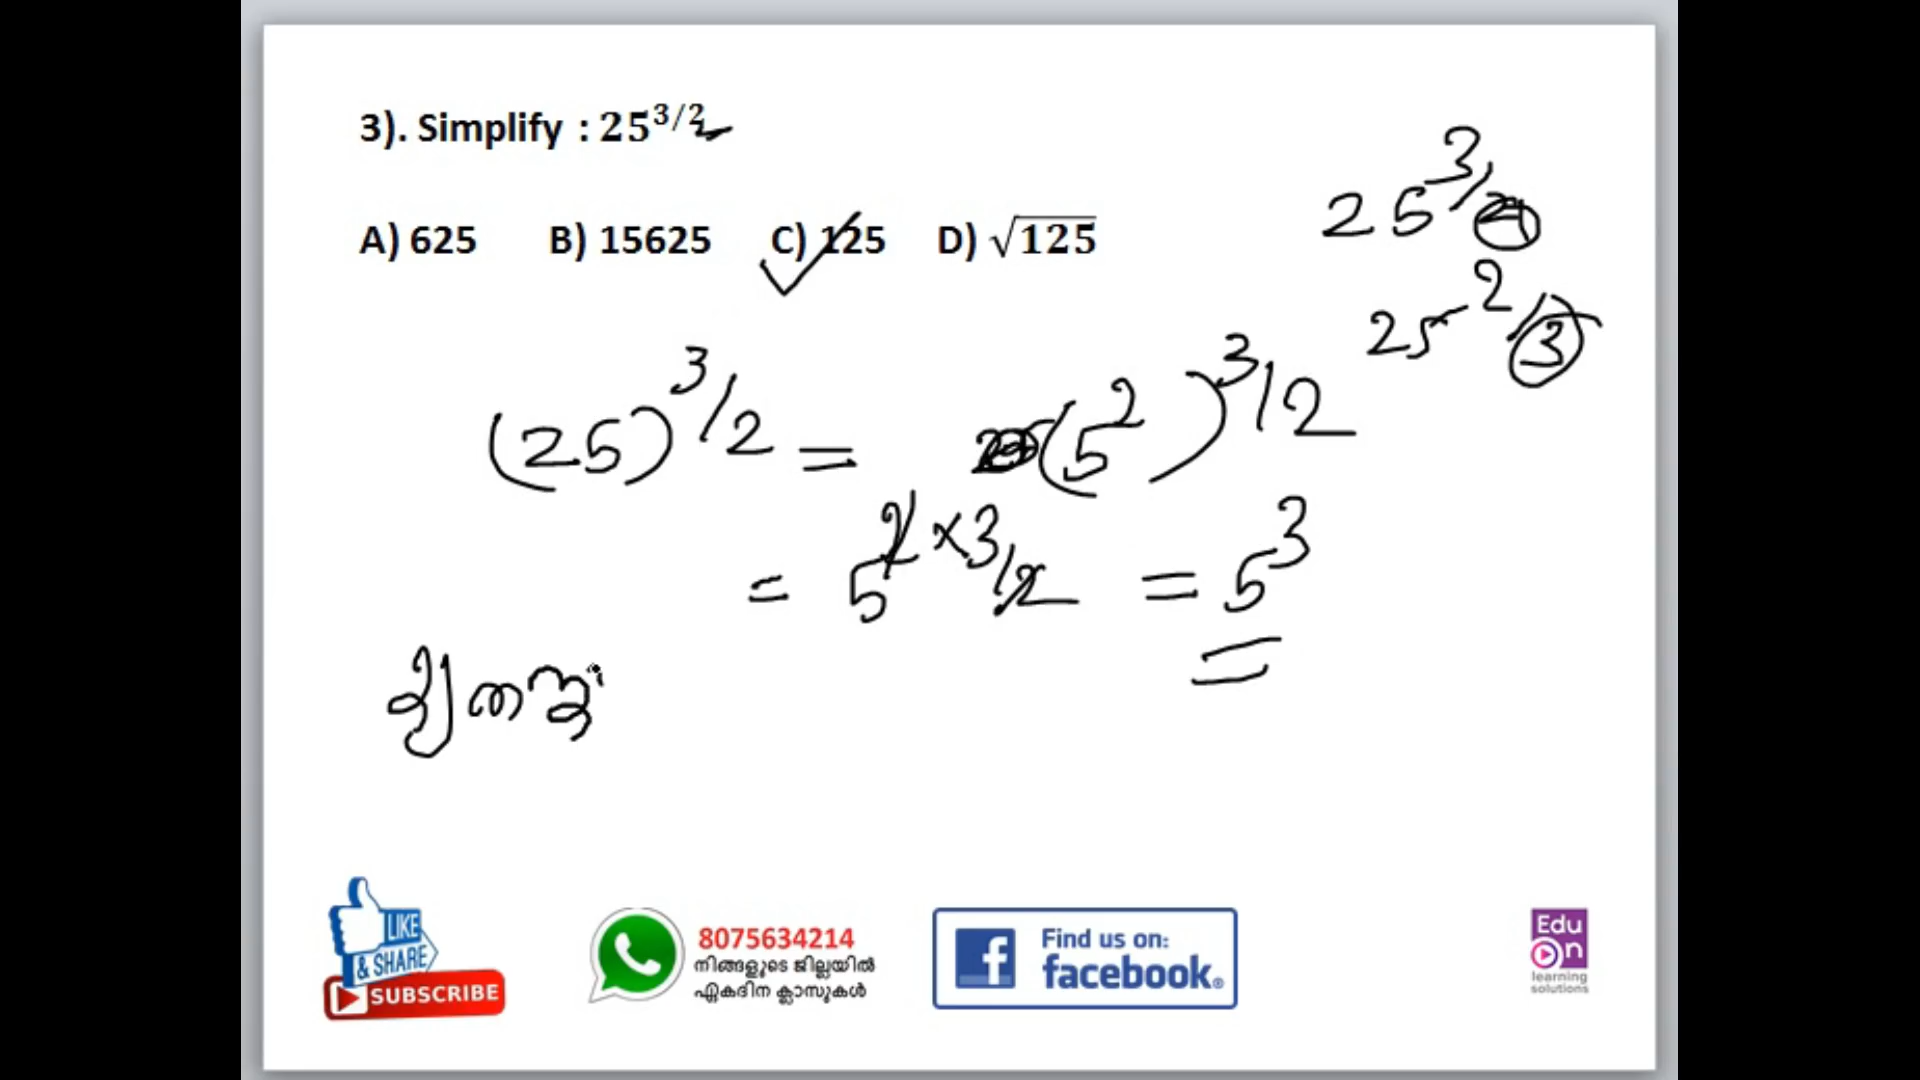 3). Simplify : 25^3/2
A) 625 B) 15625 C) 125 D) √125
25^3/2
25^2/3
(25)^3/2 = (5^2)^3/2
= 5^2×3/2 = 5^3
LIKE
& SHARE
SUBSCRIBE
8075634214
നിങ്ങളുടെ ജില്ലയിൽ
ഏകദിന ക്ലാസുകൾ
Find us on:
facebook®
Edu
On
learning
solutions